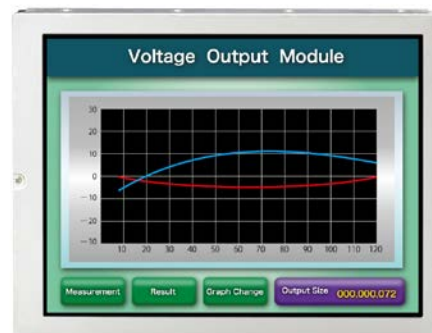 Voltage Output Module
30
20
10
0
-10
-20
-30
10 20 30 40 50 60 70 80 90 100 110 120
Measurement Result Graph Change Output Size 000.000.072